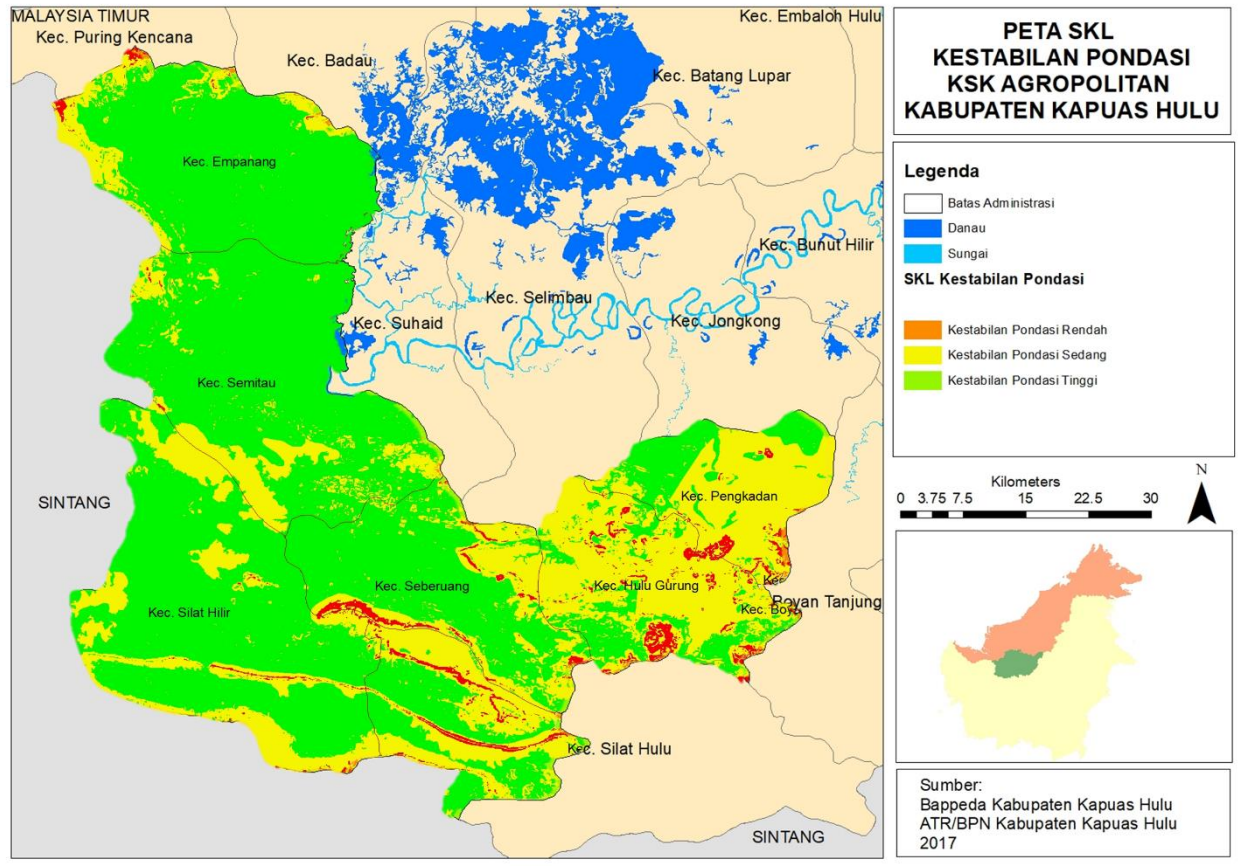 MALAYSIA TIMUR
Kec. Puring Kencana
Kec. Embaloh Hulu
Kec. Badau
Kec. Batang Lupar
Kec. Empanang
Kec. Bunut Hilir
Kec. Selimbau
Kec. Suhaid
Kec. Jongkong
Kec. Semitau
SINTANG
Kec. Pengkadan
Kec. Seberuang
Kec. Hulu Gurung
Kec.
Boyan Tanjung
Kec. Silat Hilir
Kec. Boya
Kec. Silat Hulu
SINTANG
PETA SKL
KESTABILAN PONDASI
KSK AGROPOLITAN
KABUPATEN KAPUAS HULU
Legenda
Batas Administrasi
Danau
Sungai
SKL Kestabilan Pondasi
Kestabilan Pondasi Rendah
Kestabilan Pondasi Sedang
Kestabilan Pondasi Tinggi
Kilometers
0 3.75 7.5 15 22.5 30
N
Sumber:
Bappeda Kabupaten Kapuas Hulu
ATR/BPN Kabupaten Kapuas Hulu
2017